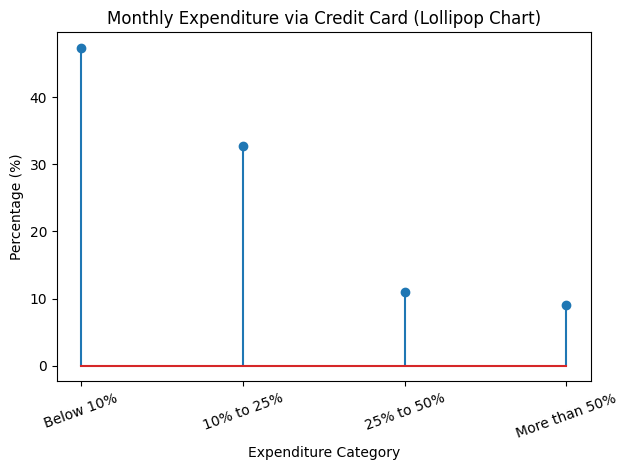 Monthly Expenditure via Credit Card (Lollipop Chart)
Percentage (%)
40
30
20
10
0
Below 10%
10% to 25%
25% to 50%
More than 50%
Expenditure Category